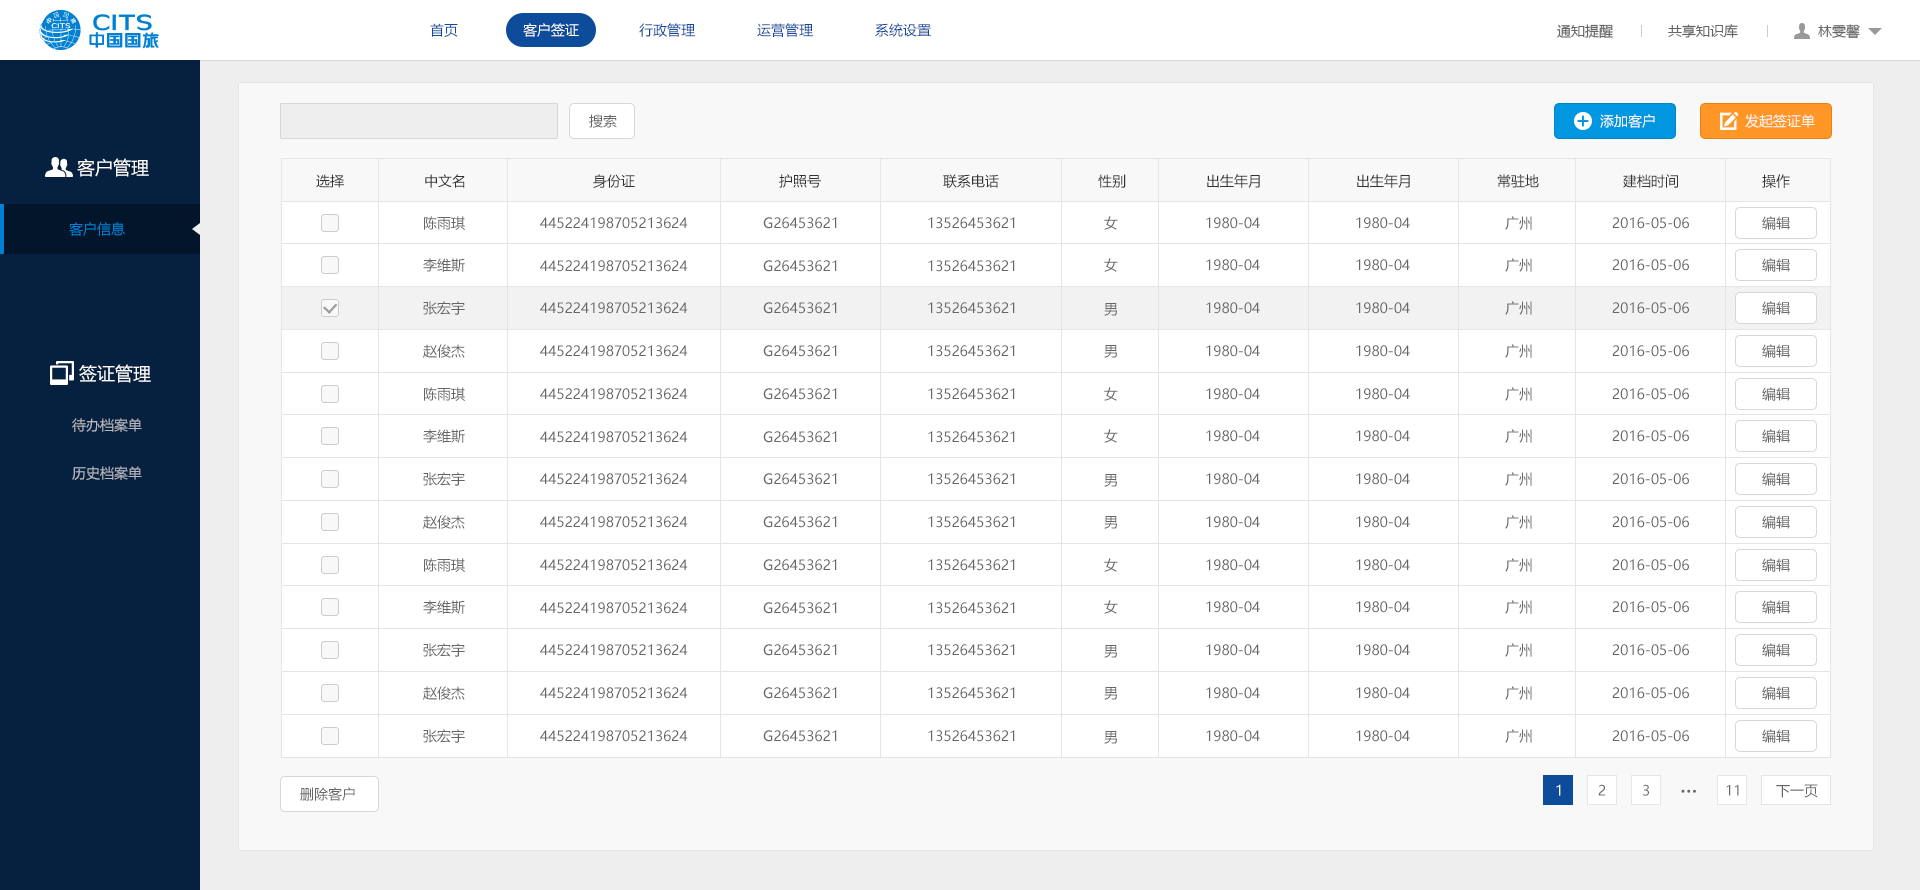 CITS
中国国旅
首页 客户签证 行政管理 运营管理 系统设置 通知提醒 共享知识库 林雯馨
客户管理
客户信息
签证管理
待办档案单
历史档案单
搜索 添加客户 发起签证单
选择 中文名 身份证 护照号 联系电话 性别 出生年月 出生年月 常驻地 建档时间 操作
陈雨琪 445224198705213624 G26453621 13526453621 女 1980-04 1980-04 广州 2016-05-06 编辑
李维斯 445224198705213624 G26453621 13526453621 女 1980-04 1980-04 广州 2016-05-06 编辑
张宏宇 445224198705213624 G26453621 13526453621 男 1980-04 1980-04 广州 2016-05-06 编辑
赵俊杰 445224198705213624 G26453621 13526453621 男 1980-04 1980-04 广州 2016-05-06 编辑
陈雨琪 445224198705213624 G26453621 13526453621 女 1980-04 1980-04 广州 2016-05-06 编辑
李维斯 445224198705213624 G26453621 13526453621 女 1980-04 1980-04 广州 2016-05-06 编辑
张宏宇 445224198705213624 G26453621 13526453621 男 1980-04 1980-04 广州 2016-05-06 编辑
赵俊杰 445224198705213624 G26453621 13526453621 男 1980-04 1980-04 广州 2016-05-06 编辑
陈雨琪 445224198705213624 G26453621 13526453621 女 1980-04 1980-04 广州 2016-05-06 编辑
李维斯 445224198705213624 G26453621 13526453621 女 1980-04 1980-04 广州 2016-05-06 编辑
张宏宇 445224198705213624 G26453621 13526453621 男 1980-04 1980-04 广州 2016-05-06 编辑
赵俊杰 445224198705213624 G26453621 13526453621 男 1980-04 1980-04 广州 2016-05-06 编辑
张宏宇 445224198705213624 G26453621 13526453621 男 1980-04 1980-04 广州 2016-05-06 编辑
删除客户 1 2 3 ••• 11 下一页